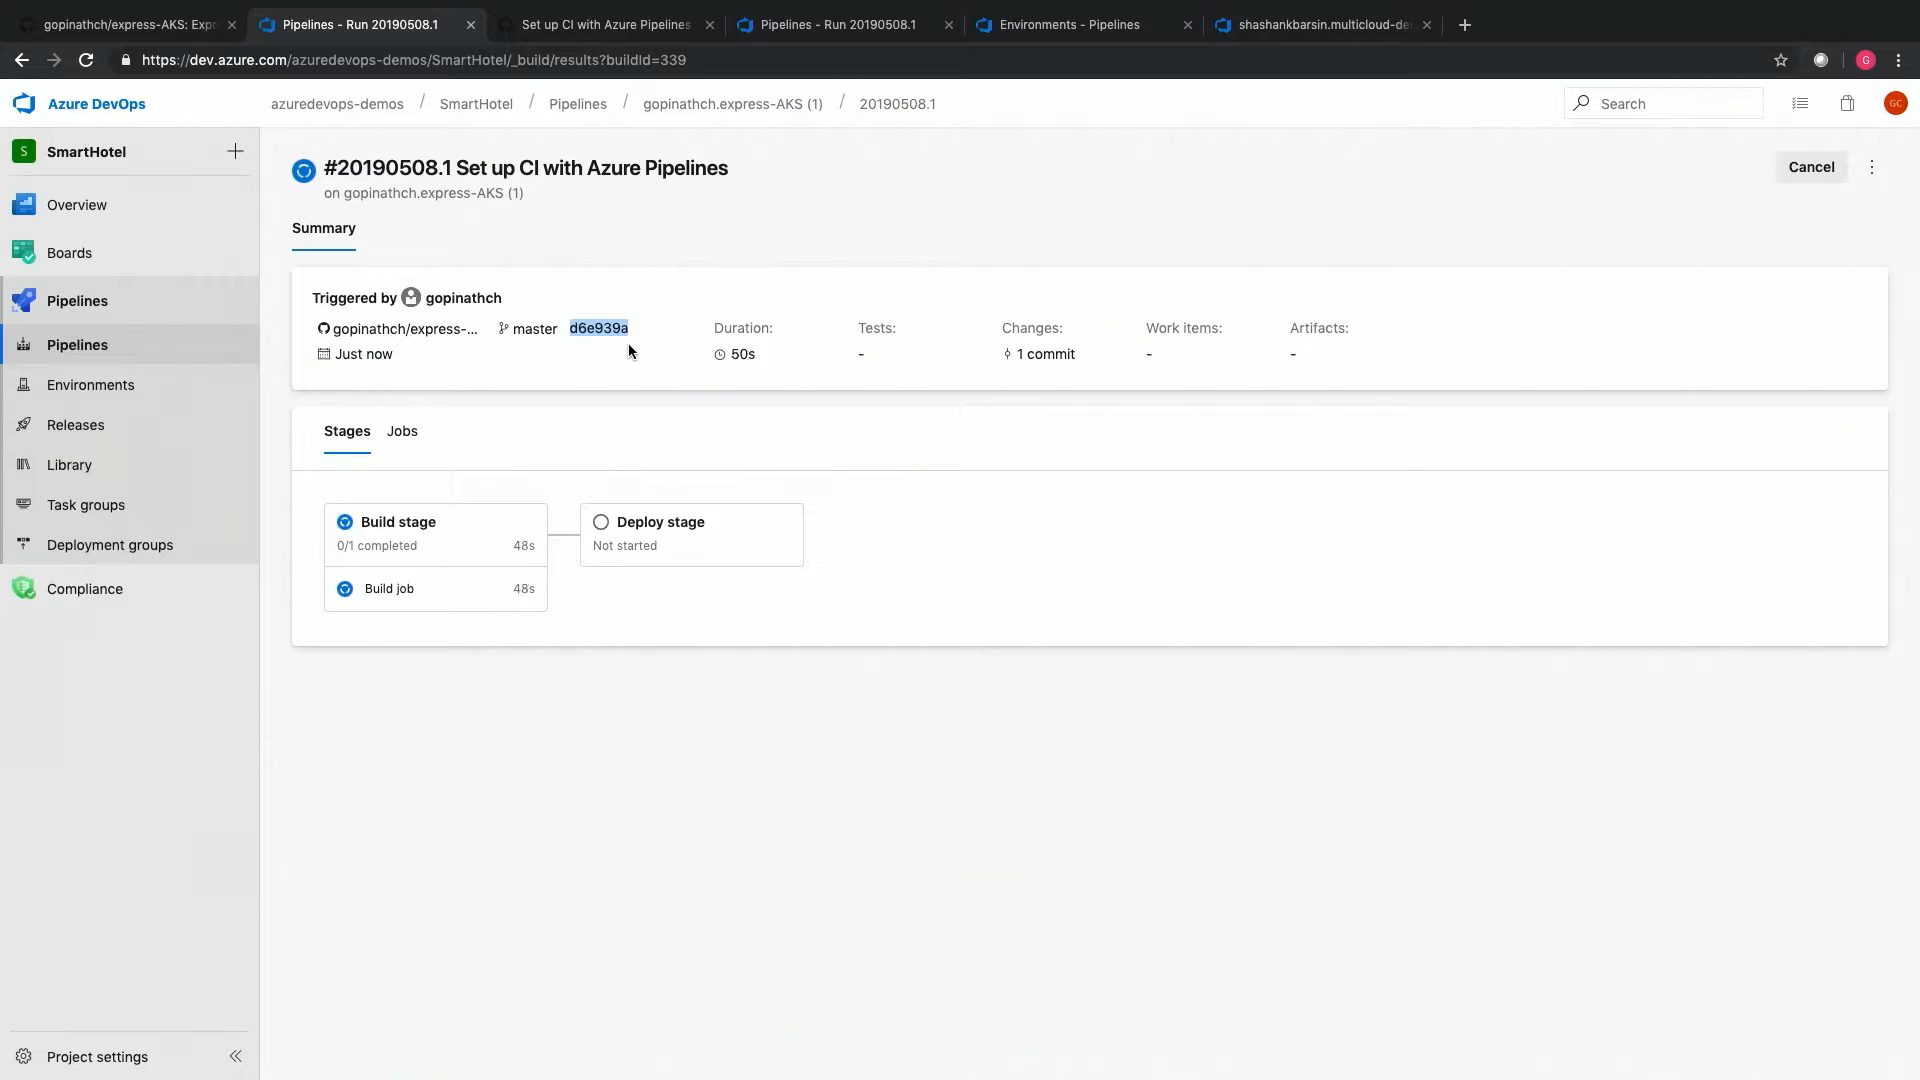 gopinathch/express-AKS: Expr
Pipelines - Run 20190508.1
Set up CI with Azure Pipelines
Pipelines - Run 20190508.1
Environments - Pipelines
shashankbarsin.multicloud-de
https://dev.azure.com/azuredevops-demos/SmartHotel/_build/results?buildId=339
G
Azure DevOps
azuredevops-demos / SmartHotel / Pipelines / gopinathch.express-AKS (1) / 20190508.1
Search
GC
S SmartHotel
Overview
Boards
Pipelines
Pipelines
Environments
Releases
Library
Task groups
Deployment groups
Compliance
Project settings
#20190508.1 Set up CI with Azure Pipelines
on gopinathch.express-AKS (1)
Cancel
Summary
Triggered by gopinathch
gopinathch/express-... master d6e939a
Just now
Duration:
50s
Tests:
-
Changes:
1 commit
Work items:
-
Artifacts:
-
Stages Jobs
Build stage
0/1 completed 48s
Build job 48s
Deploy stage
Not started